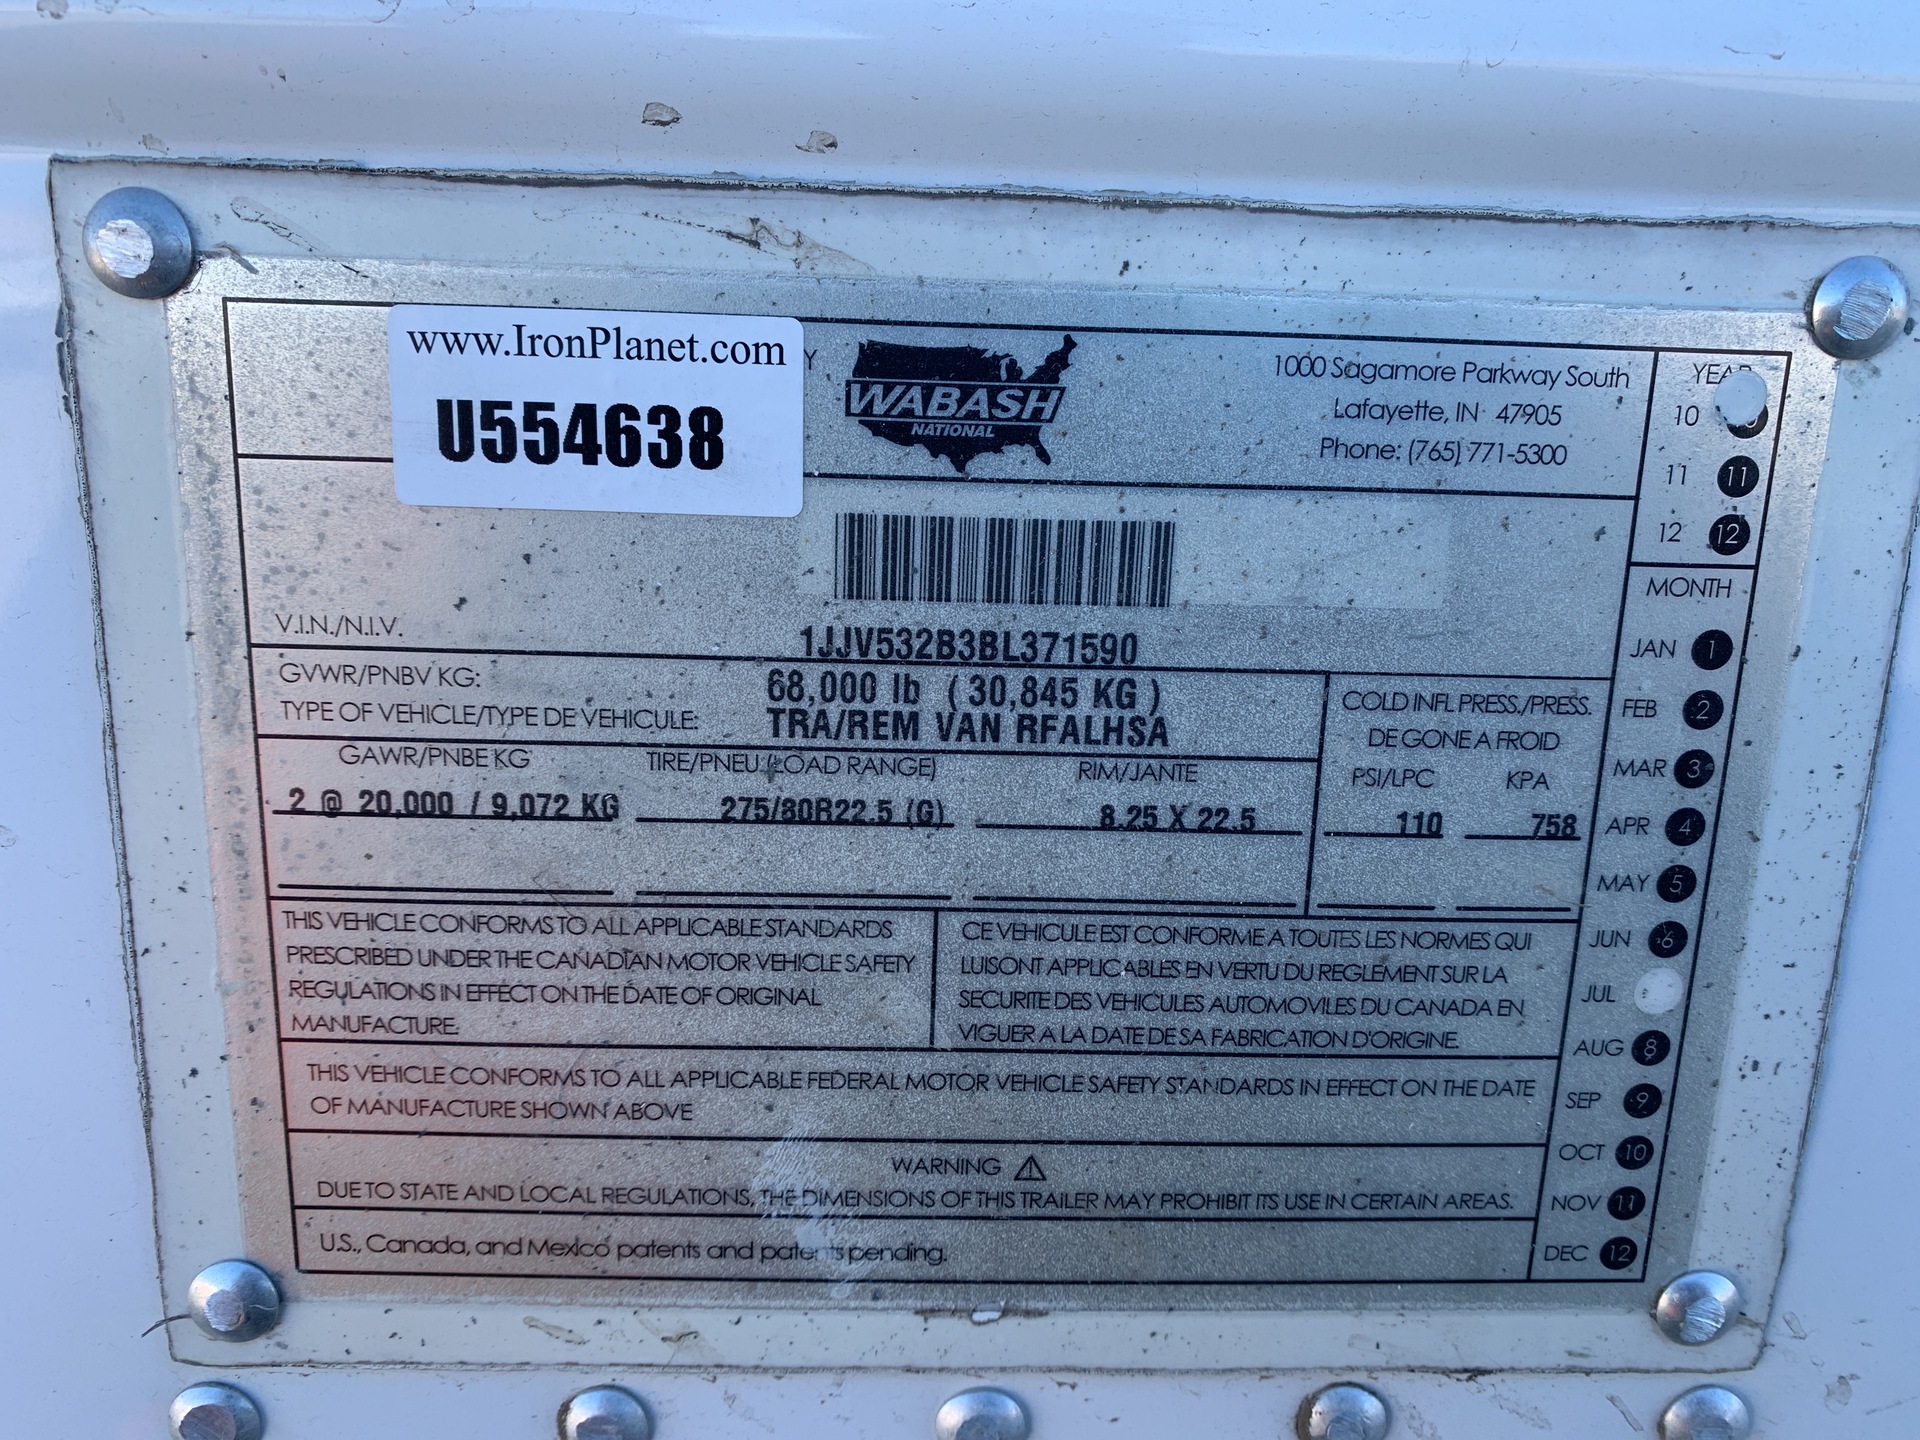 www.IronPlanet.com
U554638
Y
WABASH
NATIONAL
1000 Sagamore Parkway South
Lafayette, IN 47905
Phone: (765) 771-5300
10
11 11
12 12
MONTH
V.I.N./N.I.V.
1JJV532B3BL371590
GVWR/PNBV KG: 68,000 lb (30,845 KG)
TYPE OF VEHICLE/TYPE DE VEHICULE: TRA/REM VAN RFALHSA
COLD INFL PRESS./PRESS.
DE GONE A FROID
GAWR/PNBE KG TIRE/PNEU (LOAD RANGE) RIM/JANTE PSI/LPC KPA
2 @ 20,000 / 9,072 KG 275/80R22.5 (G) 8.25 X 22.5 110 758
JAN 1
FEB 2
MAR 3
APR 4
MAY 5
JUN 6
JUL
AUG 8
SEP 9
OCT 10
NOV 11
DEC 12
THIS VEHICLE CONFORMS TO ALL APPLICABLE STANDARDS
PRESCRIBED UNDER THE CANADIAN MOTOR VEHICLE SAFETY
REGULATIONS IN EFFECT ON THE DATE OF ORIGINAL
MANUFACTURE.
CE VEHICULE EST CONFORME A TOUTES LES NORMES QUI
LUISONT APPLICABLES EN VERTU DU REGLEMENT SUR LA
SECURITE DES VEHICULES AUTOMOVILES DU CANADA EN
VIGUER A LA DATE DE SA FABRICATION D'ORIGINE.
THIS VEHICLE CONFORMS TO ALL APPLICABLE FEDERAL MOTOR VEHICLE SAFETY STANDARDS IN EFFECT ON THE DATE
OF MANUFACTURE SHOWN ABOVE
WARNING
DUE TO STATE AND LOCAL REGULATIONS, THE DIMENSIONS OF THIS TRAILER MAY PROHIBIT ITS USE IN CERTAIN AREAS.
U.S., Canada, and Mexico patents and patents pending.